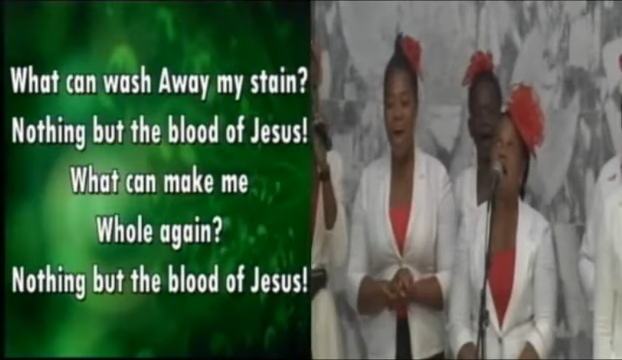 What can wash Away my stain?
Nothing but the blood of Jesus!
What can make me
Whole again?
Nothing but the blood of Jesus!